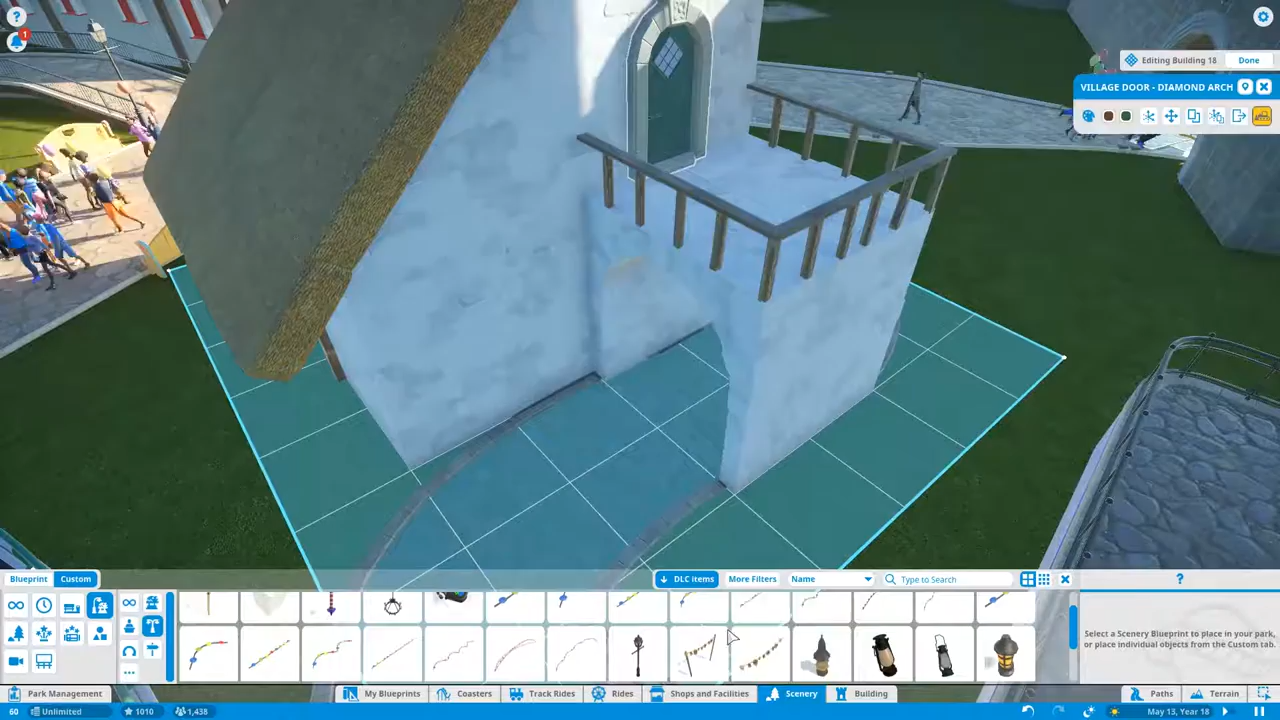 ?
1
Editing Building 18 Done
VILLAGE DOOR - DIAMOND ARCH
Blueprint Custom DLC Items More Filters Name Type to Search ?
Select a Scenery Blueprint to place in your park,
or place individual objects from the Custom tab.
Park Management My Blueprints Coasters Track Rides Rides Shops and Facilities Scenery Building Paths Terrain
60 Unlimited 1010 1,438 May 13, Year 18